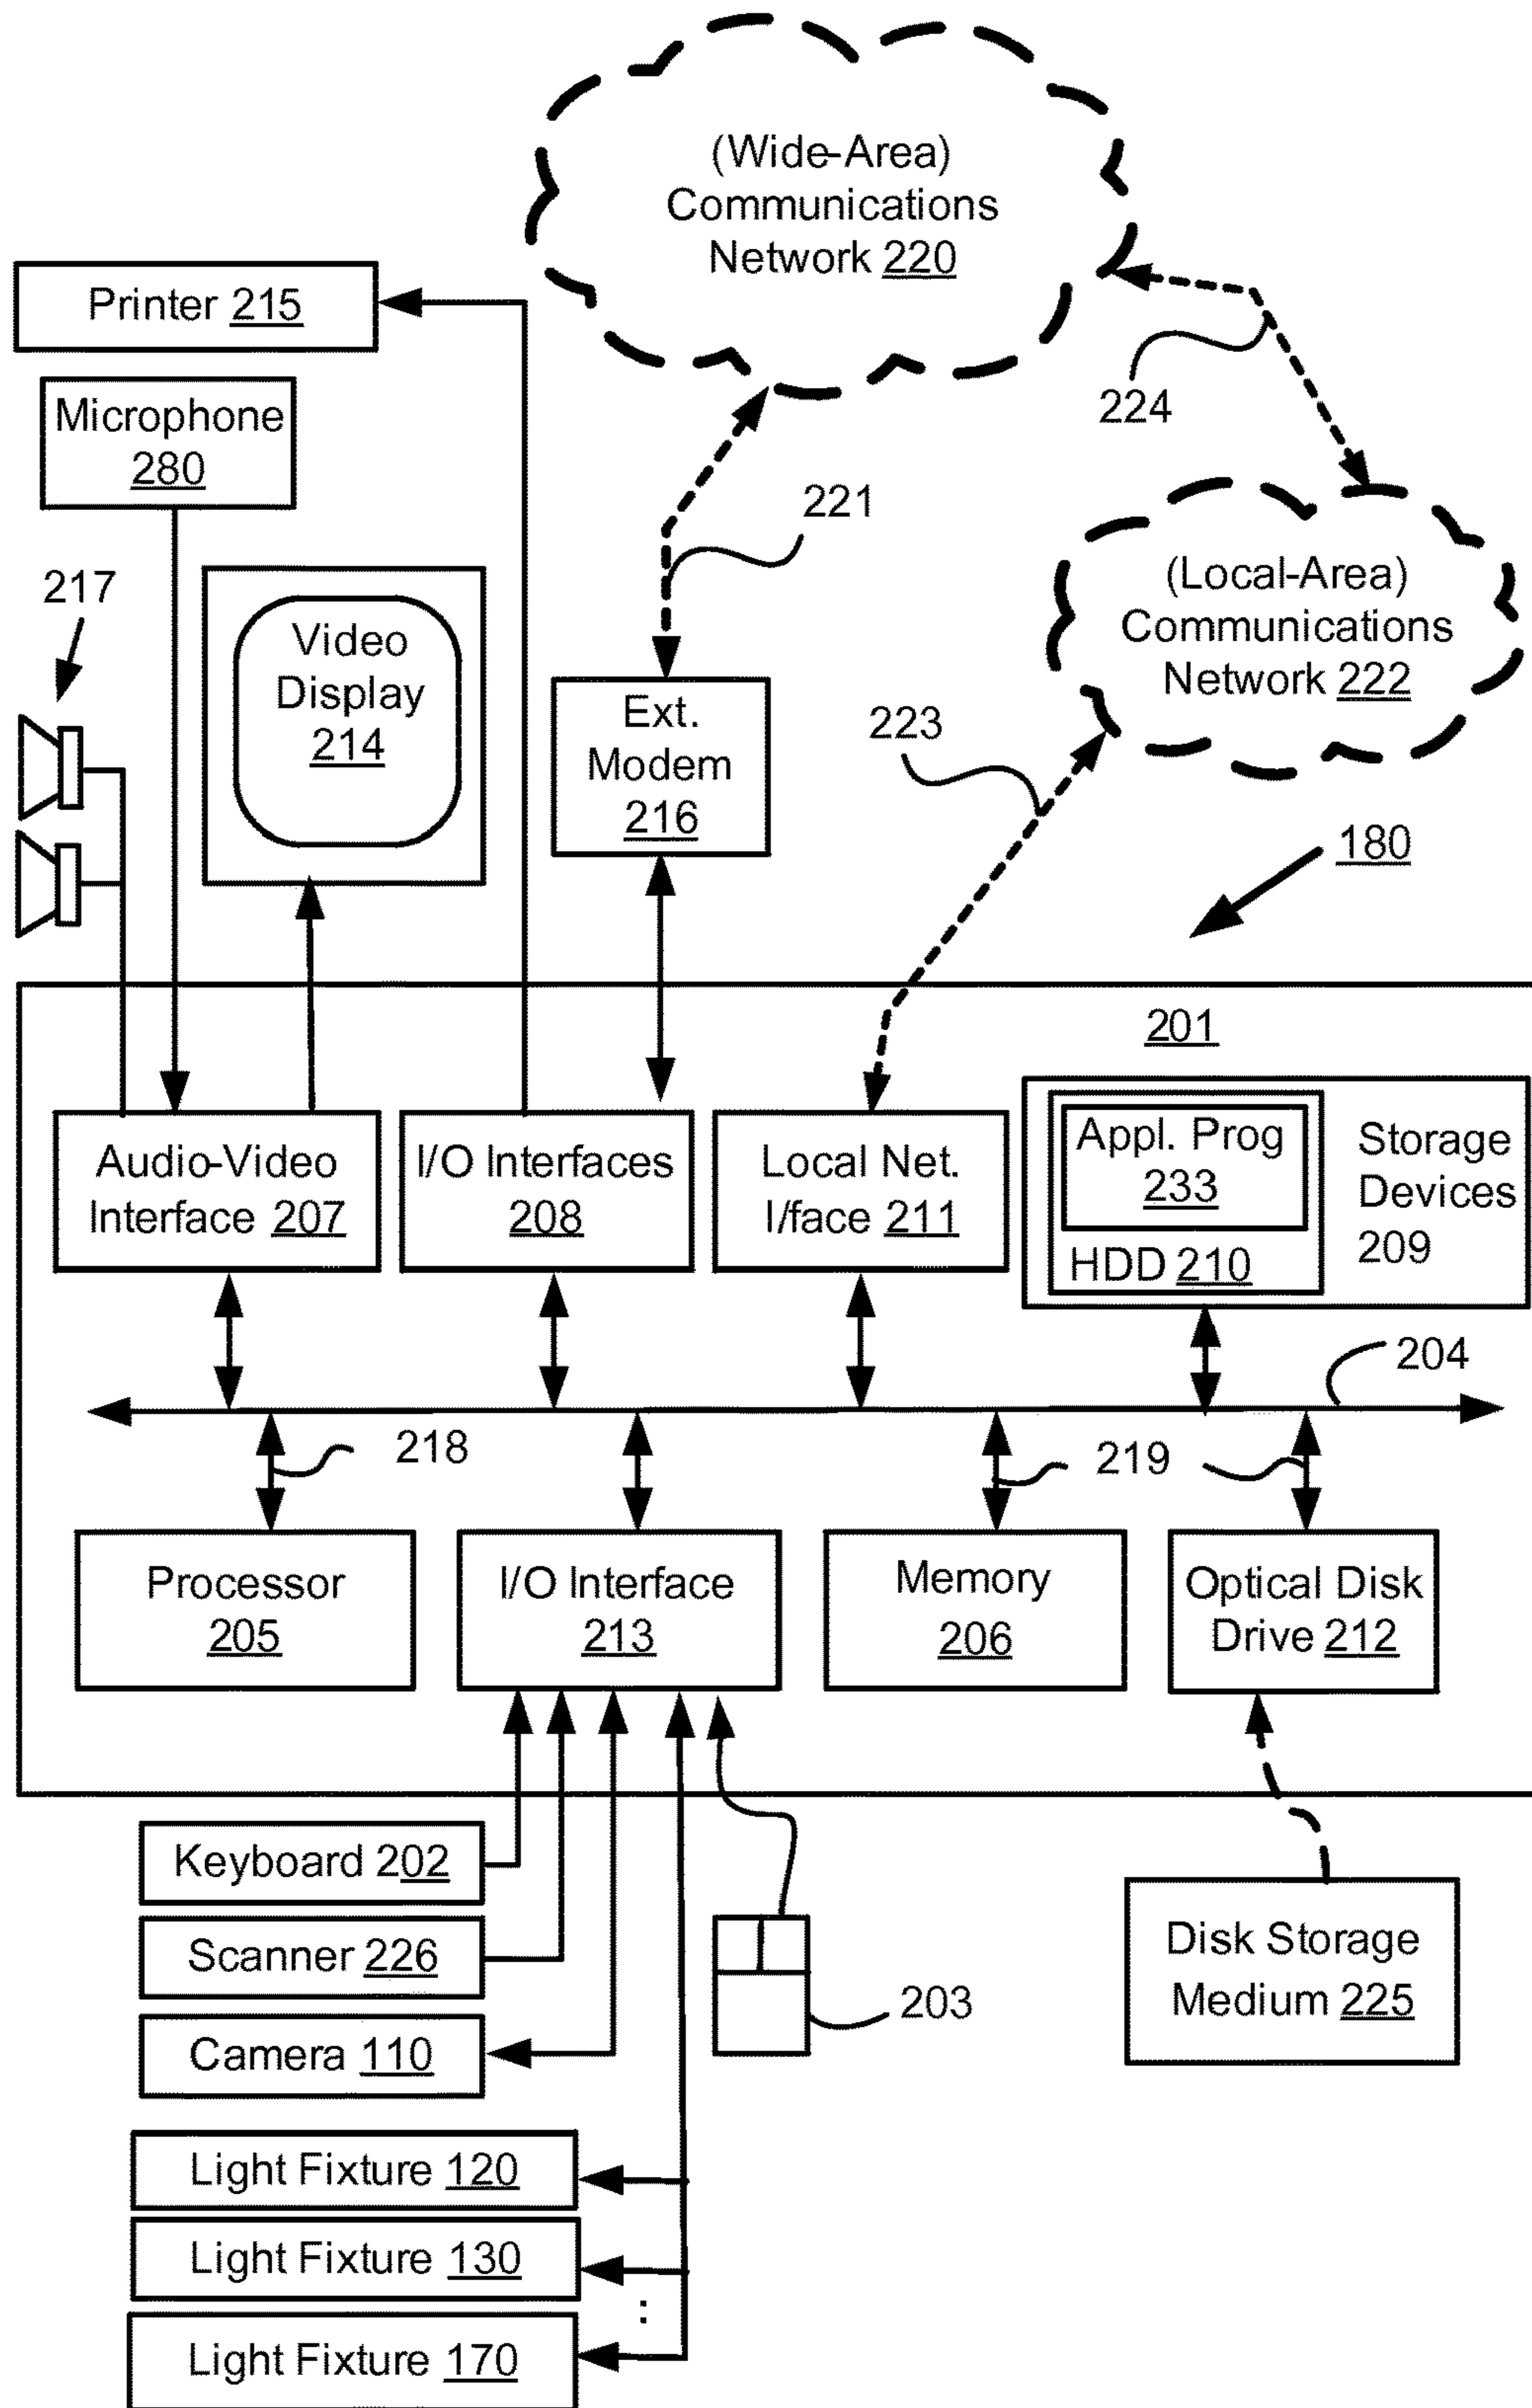 (Wide-Area)
Communications
Network 220
Printer 215
224
Microphone
280
221
217
(Local-Area)
Communications
Network 222
Video
Display
214
Ext.
Modem
216
223
180
201
Audio-Video
Interface 207
I/O Interfaces
208
Local Net.
I/face 211
Appl. Prog
233
HDD 210
Storage
Devices
209
204
218
219
Processor
205
I/O Interface
213
Memory
206
Optical Disk
Drive 212
Keyboard 202
Scanner 226
Camera 110
203
Disk Storage
Medium 225
Light Fixture 120
Light Fixture 130
:
Light Fixture 170